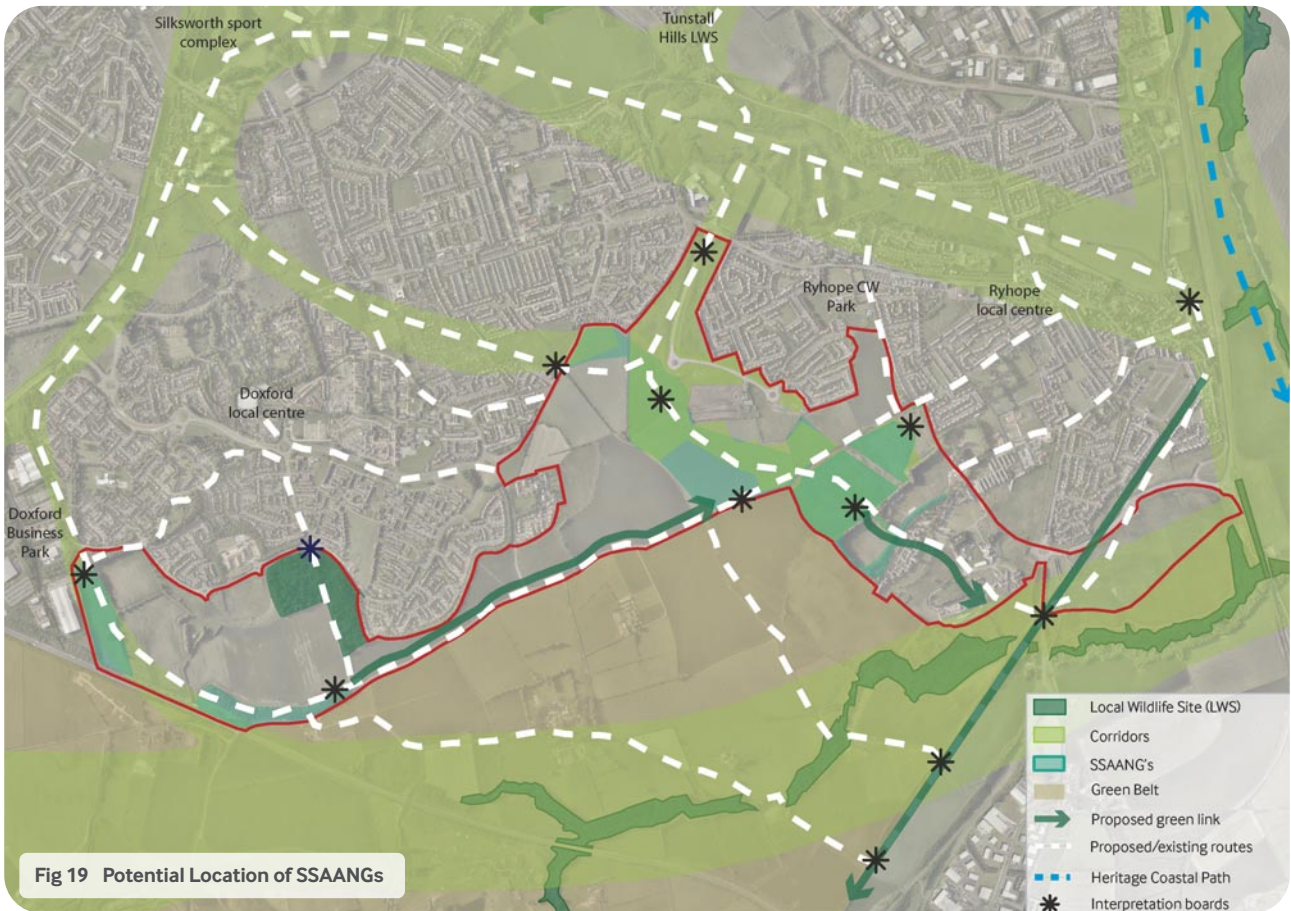 Silksworth sport
complex
Tunstall
Hills LWS
Ryhope CW
Park
Ryhope
local centre
Doxford
local centre
Doxford
Business
Park
Local Wildlife Site (LWS)
Corridors
SSAANG's
Green Belt
Proposed green link
Proposed/existing routes
Heritage Coastal Path
Interpretation boards
Fig 19 Potential Location of SSAANGs